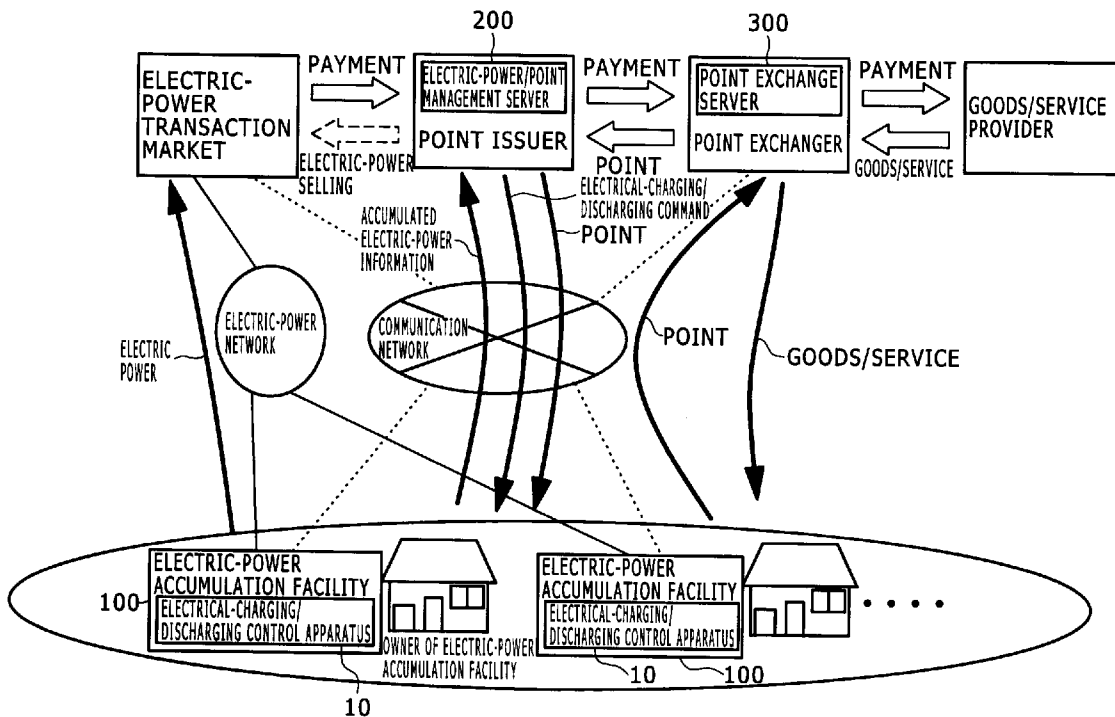 200
300
ELECTRIC-
POWER
TRANSACTION
MARKET
PAYMENT
ELECTRIC-POWER
SELLING
ELECTRIC-POWER/POINT
MANAGEMENT SERVER
POINT ISSUER
PAYMENT
POINT
POINT EXCHANGE
SERVER
POINT EXCHANGER
PAYMENT
GOODS/SERVICE
GOODS/SERVICE
PROVIDER
ELECTRICAL-CHARGING/
DISCHARGING COMMAND
POINT
ACCUMULATED
ELECTRIC-POWER
INFORMATION
ELECTRIC-POWER
NETWORK
COMMUNICATION
NETWORK
ELECTRIC
POWER
POINT
GOODS/SERVICE
ELECTRIC-POWER
ACCUMULATION FACILITY
ELECTRICAL-CHARGING/
DISCHARGING CONTROL APPARATUS
100
10
OWNER OF ELECTRIC-POWER
ACCUMULATION FACILITY
ELECTRIC-POWER
ACCUMULATION FACILITY
ELECTRICAL-CHARGING/
DISCHARGING CONTROL APPARATUS
10
100